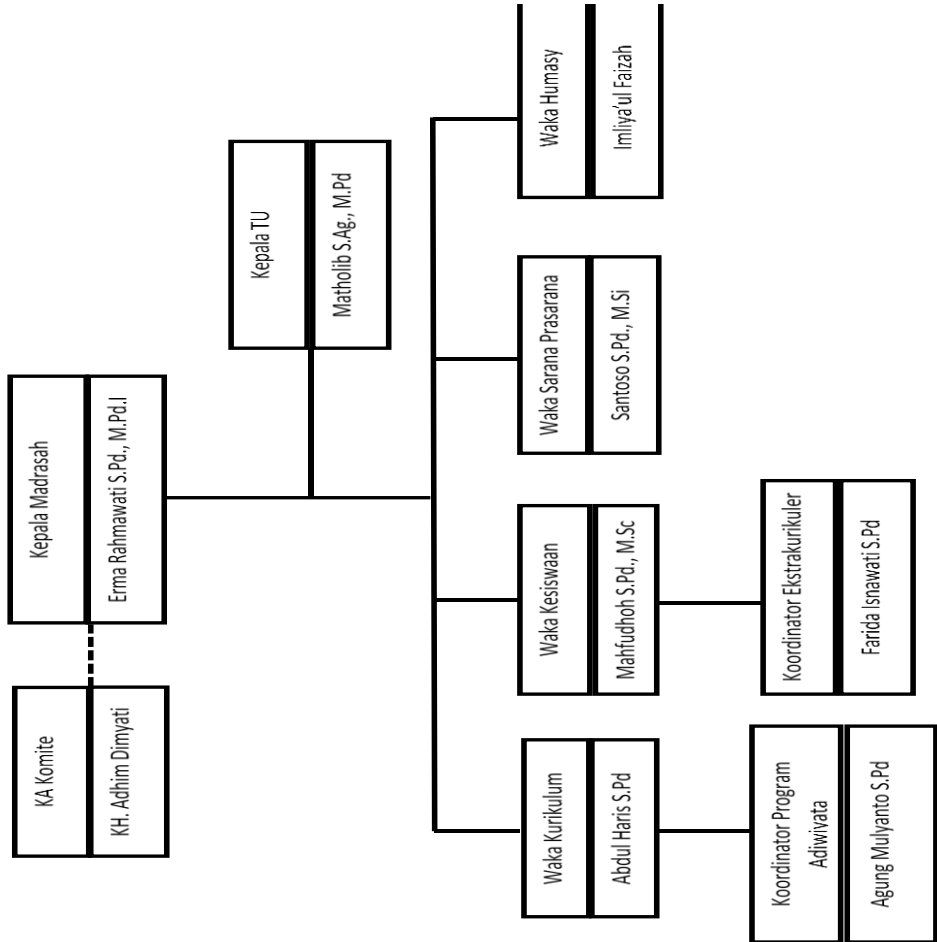 KA Komite
KH. Adhim Dimyati
Kepala Madrasah
Erma Rahmawati S.Pd., M.Pd.I
Kepala TU
Matholib S.Ag., M.Pd
Waka Kurikulum
Abdul Haris S.Pd
Waka Kesiswaan
Mahfudhoh S.Pd., M.Sc
Waka Sarana Prasarana
Santoso S.Pd., M.Si
Waka Humasy
Imliya'ul Faizah
Koordinator Program
Adiwiyata
Agung Mulyanto S.Pd
Koordinator Ekstrakurikuler
Farida Isnawati S.Pd